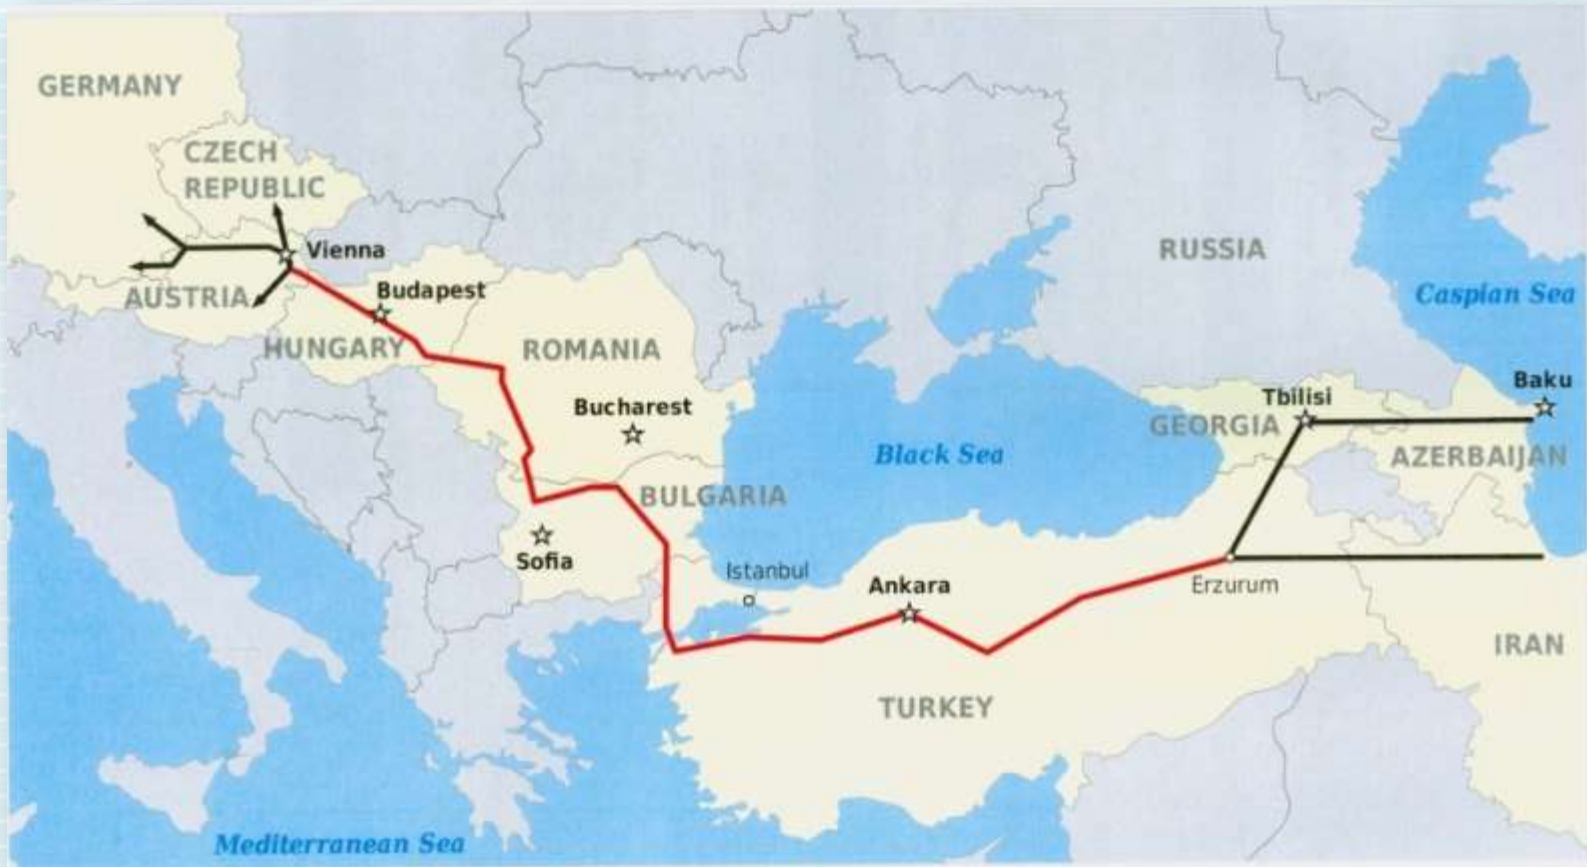 GERMANY
CZECH
REPUBLIC
Vienna
RUSSIA
AUSTRIA
Budapest
Caspian Sea
HUNGARY
ROMANIA
Baku
Tbilisi
Bucharest
GEORGIA
Black Sea
AZERBAIJAN
BULGARIA
Sofia
Istanbul
Ankara
Erzurum
IRAN
TURKEY
Mediterranean Sea